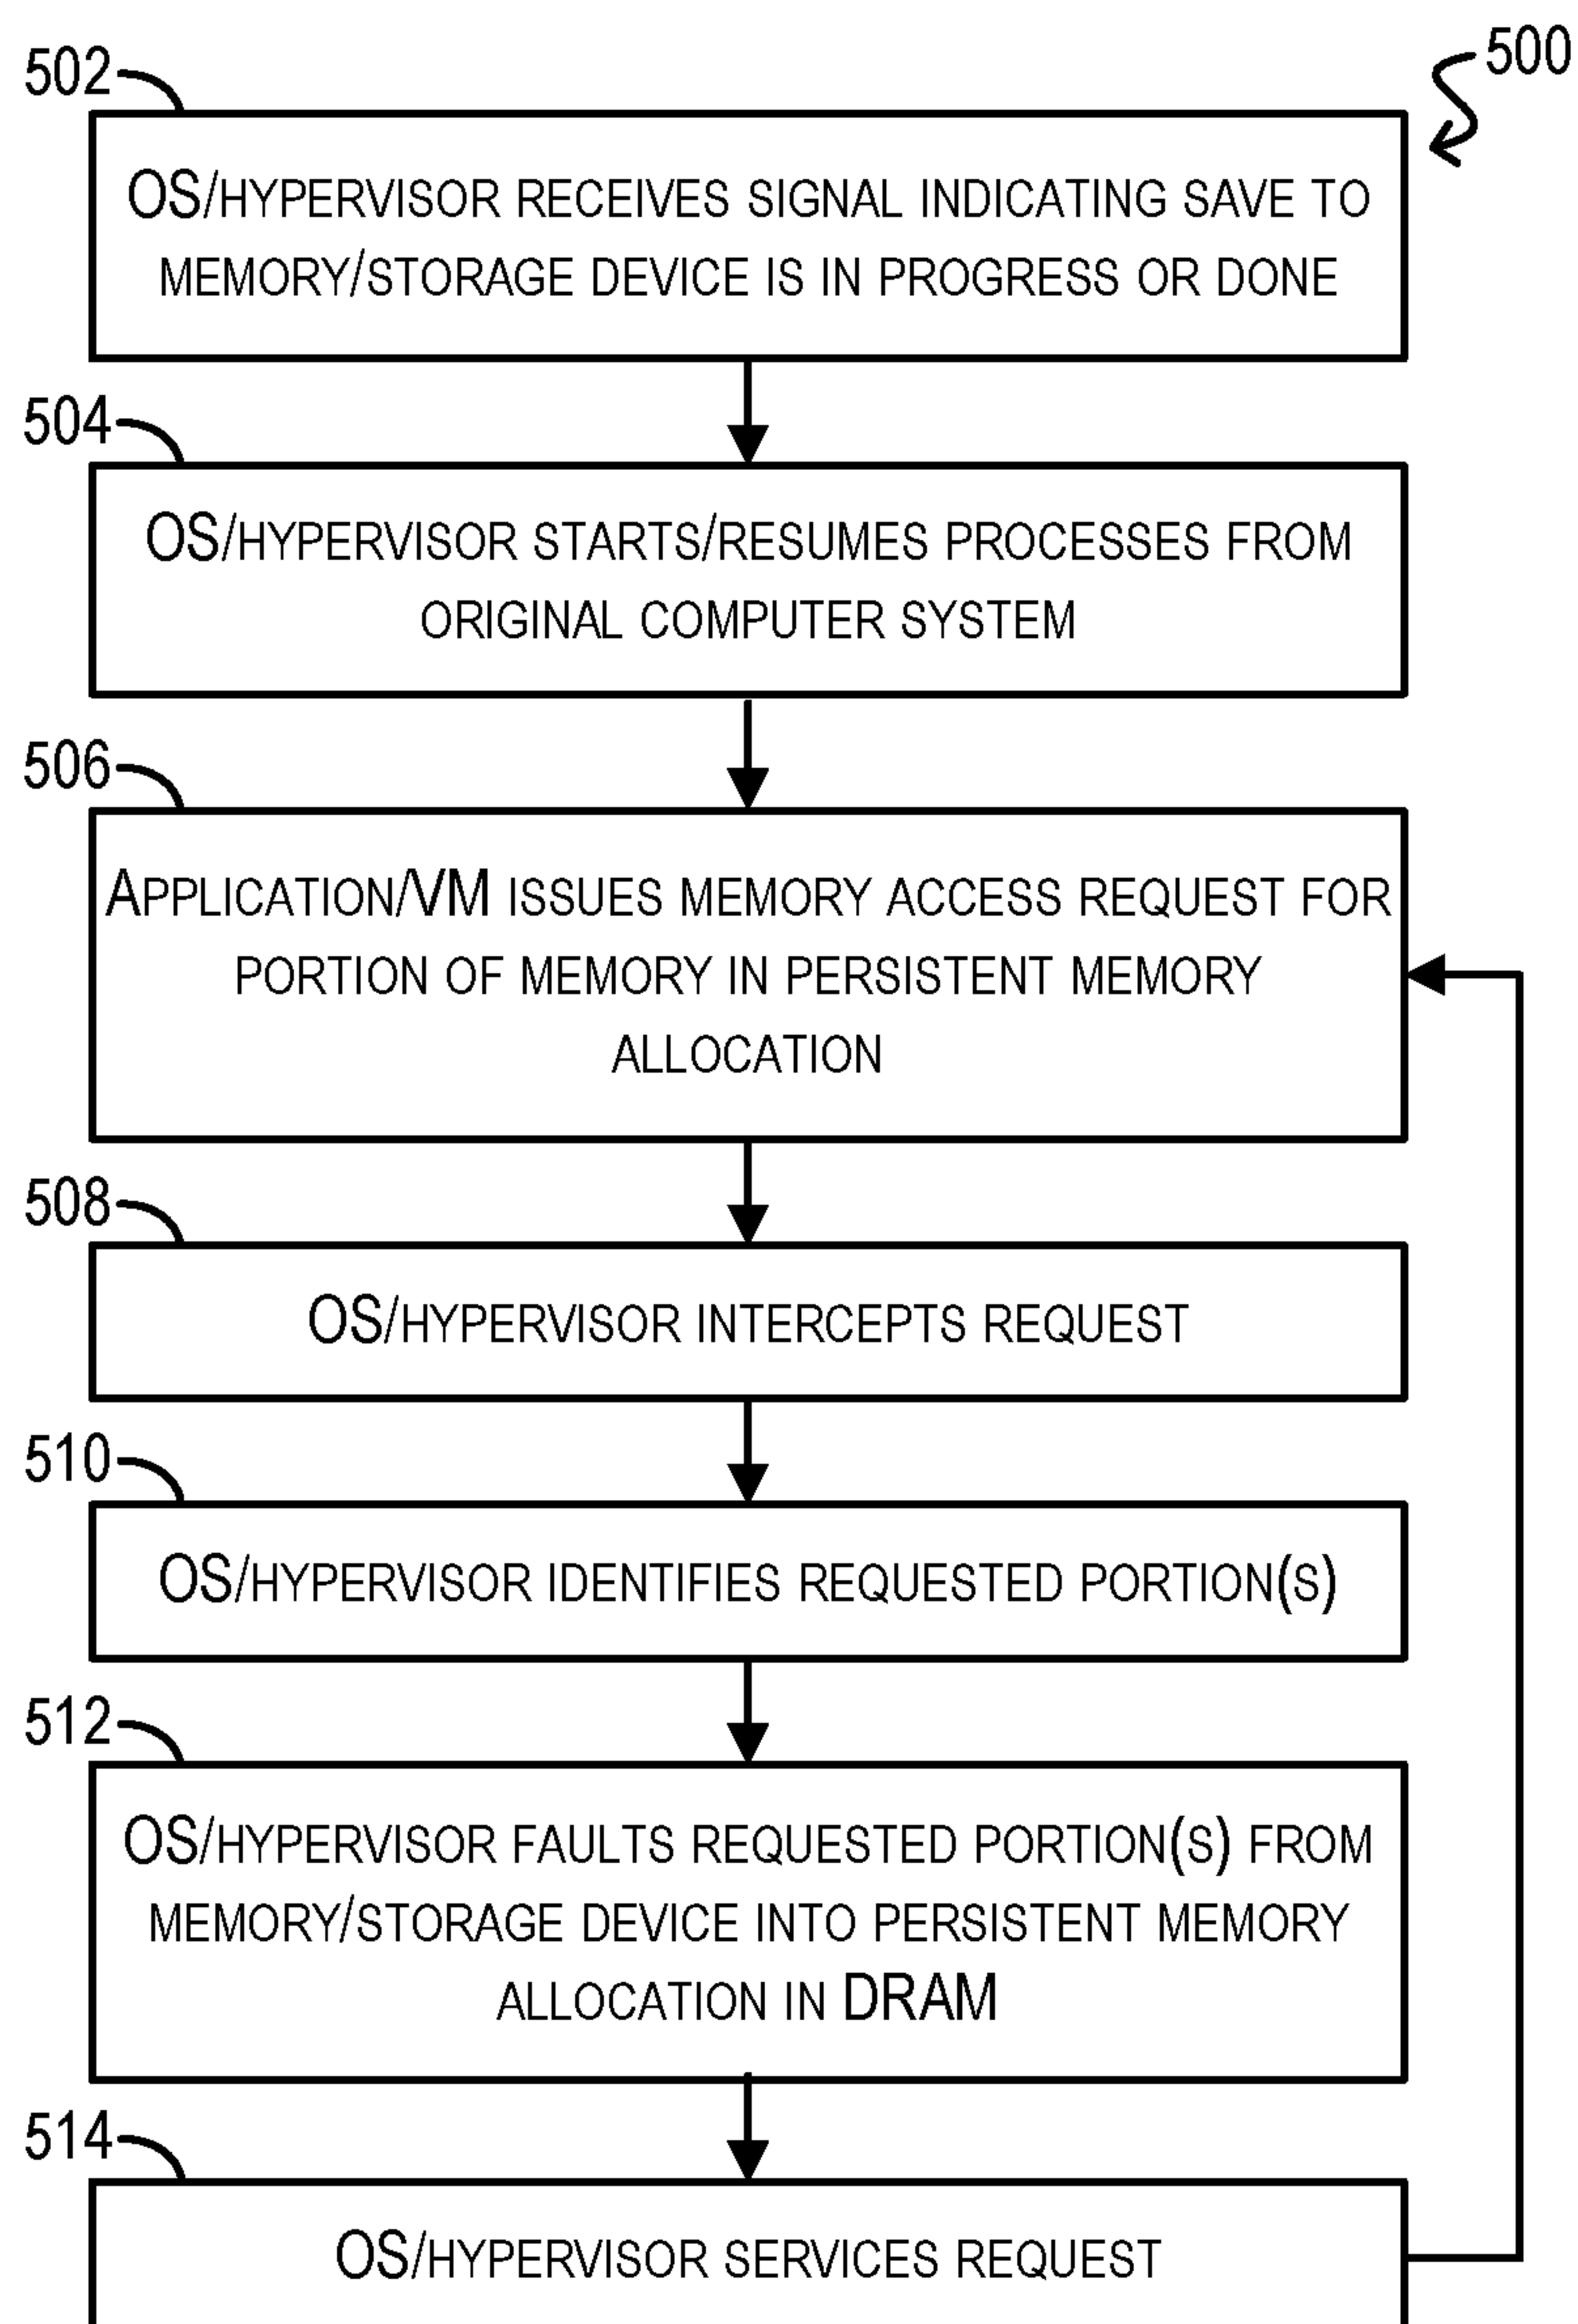 500
502
OS/HYPERVISOR RECEIVES SIGNAL INDICATING SAVE TO
MEMORY/STORAGE DEVICE IS IN PROGRESS OR DONE
504
OS/HYPERVISOR STARTS/RESUMES PROCESSES FROM
ORIGINAL COMPUTER SYSTEM
506
APPLICATION/VM ISSUES MEMORY ACCESS REQUEST FOR
PORTION OF MEMORY IN PERSISTENT MEMORY
ALLOCATION
508
OS/HYPERVISOR INTERCEPTS REQUEST
510
OS/HYPERVISOR IDENTIFIES REQUESTED PORTION(S)
512
OS/HYPERVISOR FAULTS REQUESTED PORTION(S) FROM
MEMORY/STORAGE DEVICE INTO PERSISTENT MEMORY
ALLOCATION IN DRAM
514
OS/HYPERVISOR SERVICES REQUEST